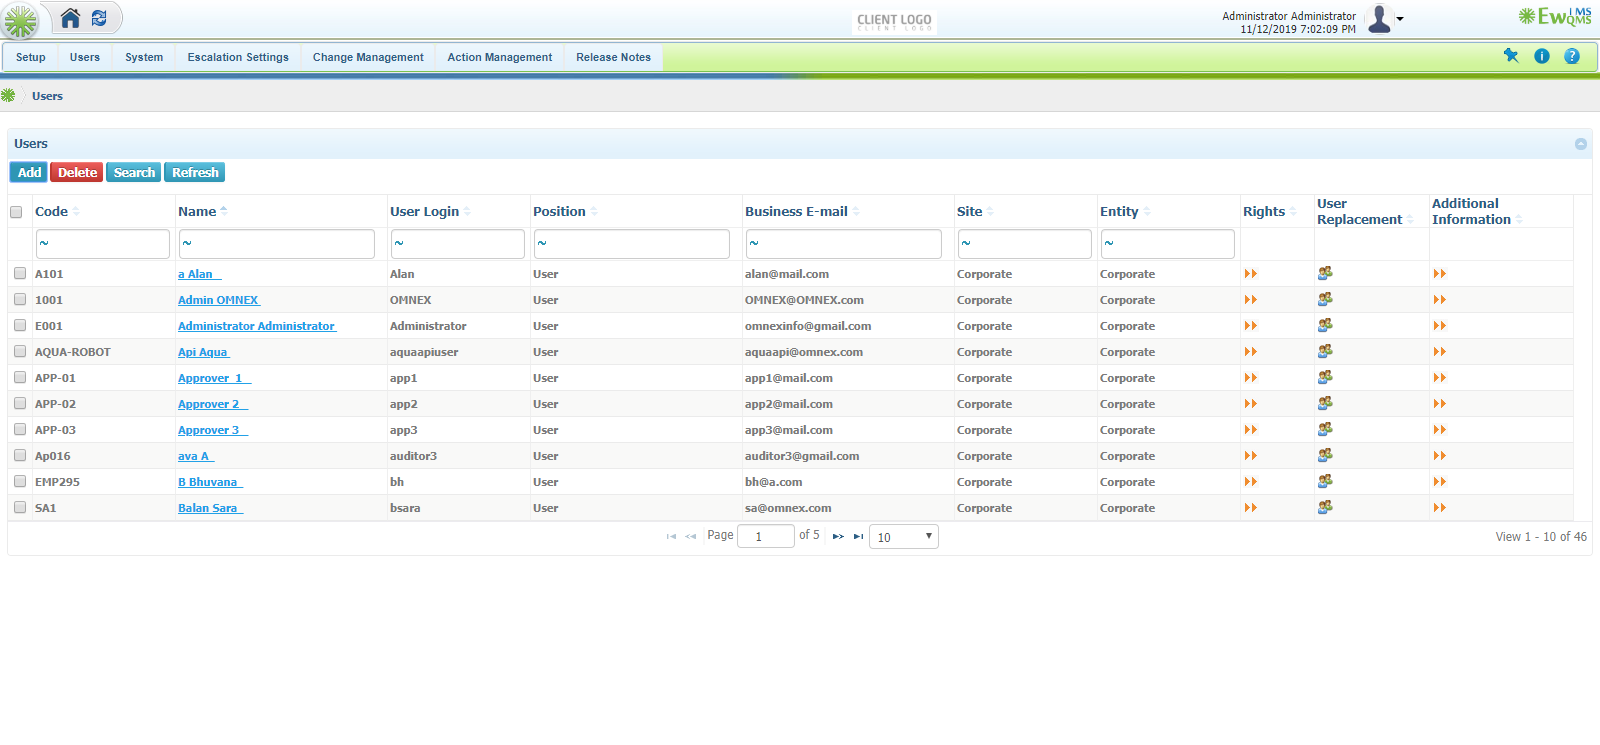 CLIENT LOGO
CLIENT LOGO
Administrator Administrator
11/12/2019 7:02:09 PM
EwIMS
QMS
Setup Users System Escalation Settings Change Management Action Management Release Notes
Users
Users
Add Delete Search Refresh
Code Name User Login Position Business E-mail Site Entity Rights User Replacement Additional Information
~ ~ ~ ~ ~ ~ ~
A101 a Alan Alan User alan@mail.com Corporate Corporate
1001 Admin OMNEX OMNEX User OMNEX@OMNEX.com Corporate Corporate
E001 Administrator Administrator Administrator User omnexinfo@gmail.com Corporate Corporate
AQUA-ROBOT Api Aqua aquaapiuser User aquaapi@omnex.com Corporate Corporate
APP-01 Approver 1 app1 User app1@mail.com Corporate Corporate
APP-02 Approver 2 app2 User app2@mail.com Corporate Corporate
APP-03 Approver 3 app3 User app3@mail.com Corporate Corporate
Ap016 ava A auditor3 User auditor3@gmail.com Corporate Corporate
EMP295 B Bhuvana bh User bh@a.com Corporate Corporate
SA1 Balan Sara bsara User sa@omnex.com Corporate Corporate
Page 1 of 5 10 View 1 - 10 of 46